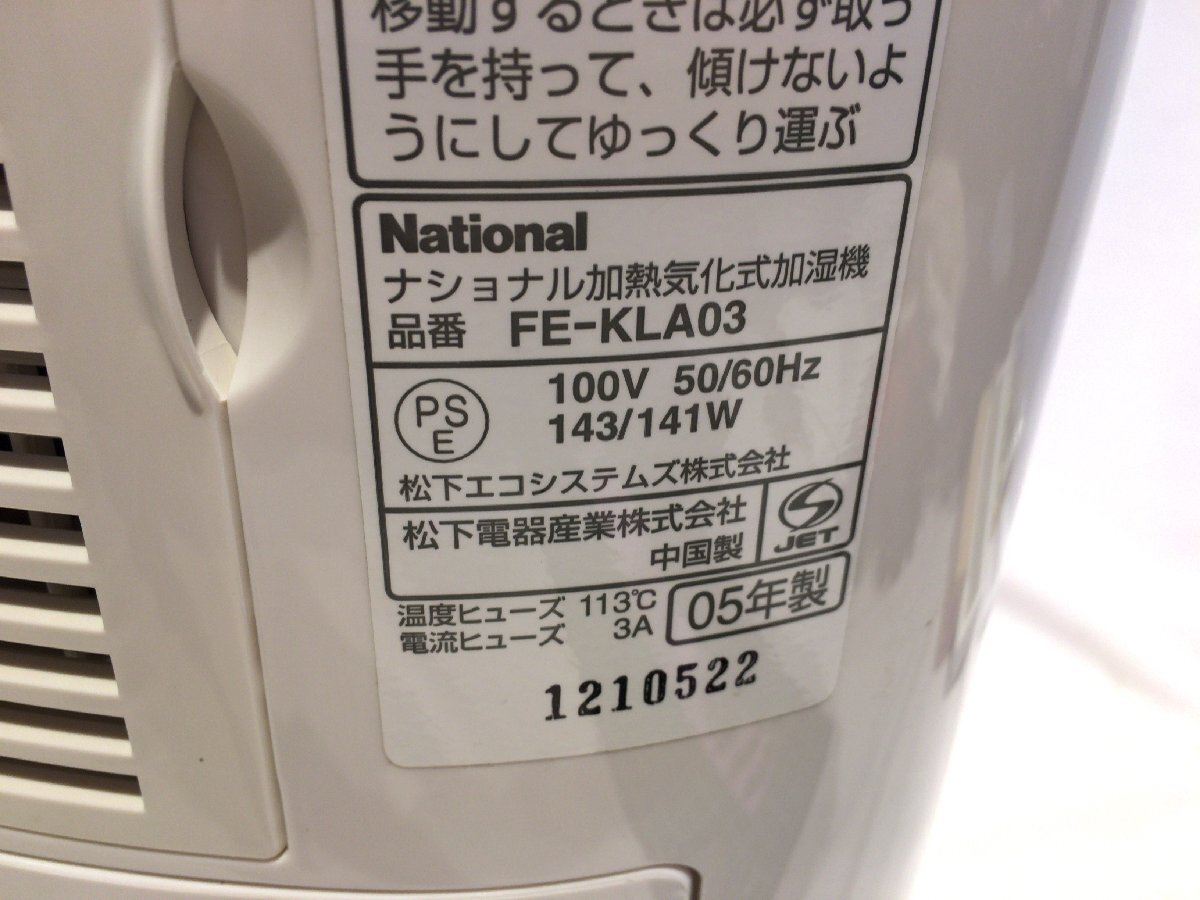 移動するときは必ず取っ
手を持って、傾けないよ
うにしてゆっくり運ぶ
National
ナショナル加熱気化式加湿機
品番 FE-KLA03
PS
E
100V 50/60Hz
143/141W
松下エコシステムズ株式会社
松下電器産業株式会社
中国製
JET
温度ヒューズ 113℃
電流ヒューズ 3A
05年製
1210522